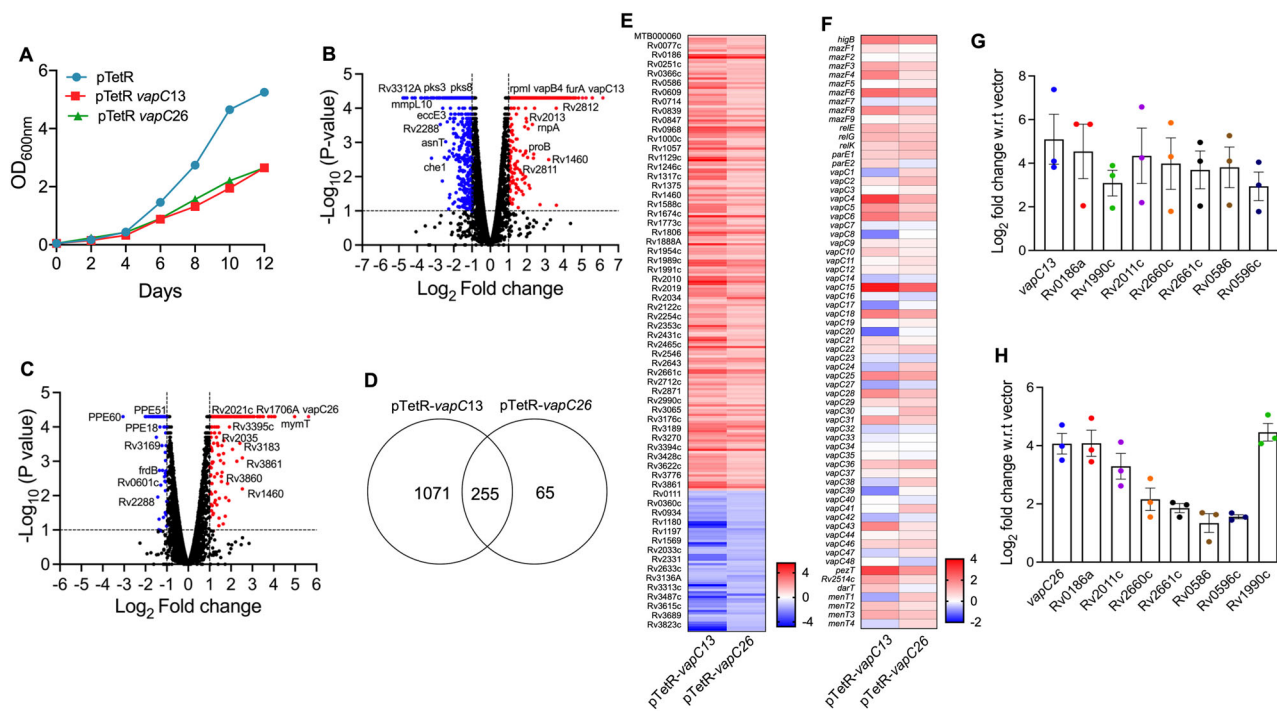 A
pTetR
pTetR vapC13
pTetR vapC26
OD600nm
6
4
2
0
0 2 4 6 8 10 12
Days
B
-Log10 (P-value)
5
4
3
2
1
0
Rv3312A pks3 pks8
rpmI vapB4 furA vapC13
mmpL10
Rv2812
eccE3
Rv2288
Rv2013
rnpA
asnT
proB
che1
Rv1460
Rv2811
-7 -6 -5 -4 -3 -2 -1 0 1 2 3 4 5 6 7
Log2 Fold change
C
-Log10 (P value)
5
4
3
2
1
0
PPE51
PPE60
Rv2021c Rv1706A vapC26
mymT
PPE18
Rv3395c
Rv2035
Rv3169
Rv3183
frdB
Rv3861
Rv0601c
Rv3860
Rv2288
Rv1460
-6 -5 -4 -3 -2 -1 0 1 2 3 4 5 6
Log2 Fold change
D
pTetR-vapC13 pTetR-vapC26
1071 255 65
E
MTB000060
Rv0077c
Rv0186
Rv0251c
Rv0366c
Rv0586
Rv0609
Rv0714
Rv0839
Rv0847
Rv0968
Rv1000c
Rv1057
Rv1129c
Rv1246c
Rv1317c
Rv1375
Rv1460
Rv1588c
Rv1674c
Rv1773c
Rv1806
Rv1888A
Rv1954c
Rv1989c
Rv1991c
Rv2010
Rv2019
Rv2034
Rv2122c
Rv2254c
Rv2353c
Rv2431c
Rv2465c
Rv2546
Rv2643
Rv2661c
Rv2712c
Rv2871
Rv2990c
Rv3065
Rv3176c
Rv3189
Rv3270
Rv3394c
Rv3428c
Rv3622c
Rv3776
Rv3861
Rv0111
Rv0360c
Rv0934
Rv1180
Rv1197
Rv1569
Rv2033c
Rv2331
Rv2633c
Rv3136A
Rv3313c
Rv3487c
Rv3615c
Rv3689
Rv3823c
4
2
0
-2
-4
pTetR-vapC13
pTetR-vapC26
F
higB
mazF1
mazF2
mazF3
mazF4
mazF5
mazF6
mazF7
mazF8
mazF9
relE
relG
relK
parE1
parE2
vapC1
vapC2
vapC3
vapC4
vapC5
vapC6
vapC7
vapC8
vapC9
vapC10
vapC11
vapC12
vapC14
vapC15
vapC16
vapC17
vapC18
vapC19
vapC20
vapC21
vapC22
vapC23
vapC24
vapC25
vapC27
vapC28
vapC29
vapC30
vapC31
vapC32
vapC33
vapC34
vapC35
vapC36
vapC37
vapC38
vapC39
vapC40
vapC41
vapC42
vapC43
vapC44
vapC46
vapC47
vapC48
pezT
Rv2514c
darT
menT1
menT2
menT3
menT4
4
2
0
-2
pTetR-vapC13
pTetR-vapC26
G
Log2 fold change w.r.t vector
8
6
4
2
0
vapC13
Rv0186a
Rv1990c
Rv2011c
Rv2660c
Rv2661c
Rv0586
Rv0596c
H
Log2 fold change w.r.t vector
6
4
2
0
vapC26
Rv0186a
Rv2011c
Rv2660c
Rv2661c
Rv0586
Rv0596c
Rv1990c